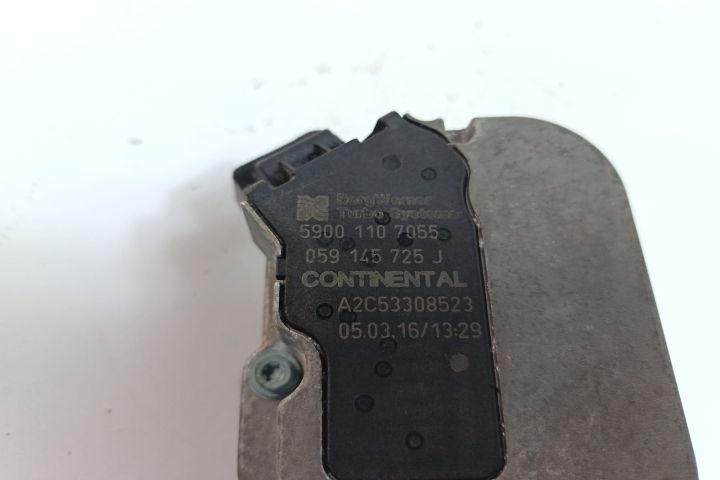 BorgWarner
Turbo Systems
5900 110 7055
059 145 725 J
CONTINENTAL
A2C53308523
05.03.16/13:29